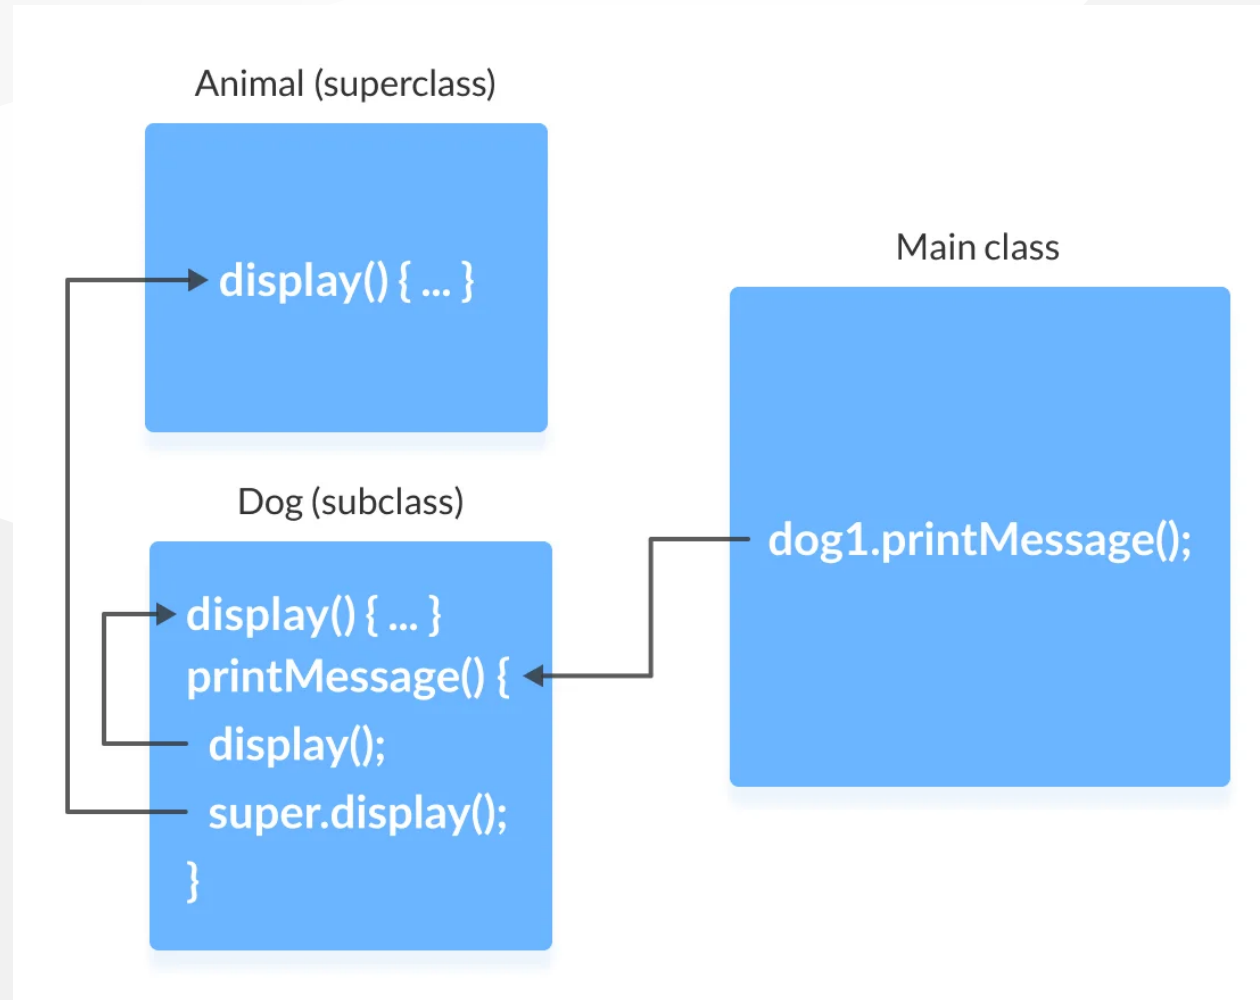 Animal (superclass)
display() { ... }
Dog (subclass)
display() { ... }
printMessage() {
display();
super.display();
}
Main class
dog1.printMessage();